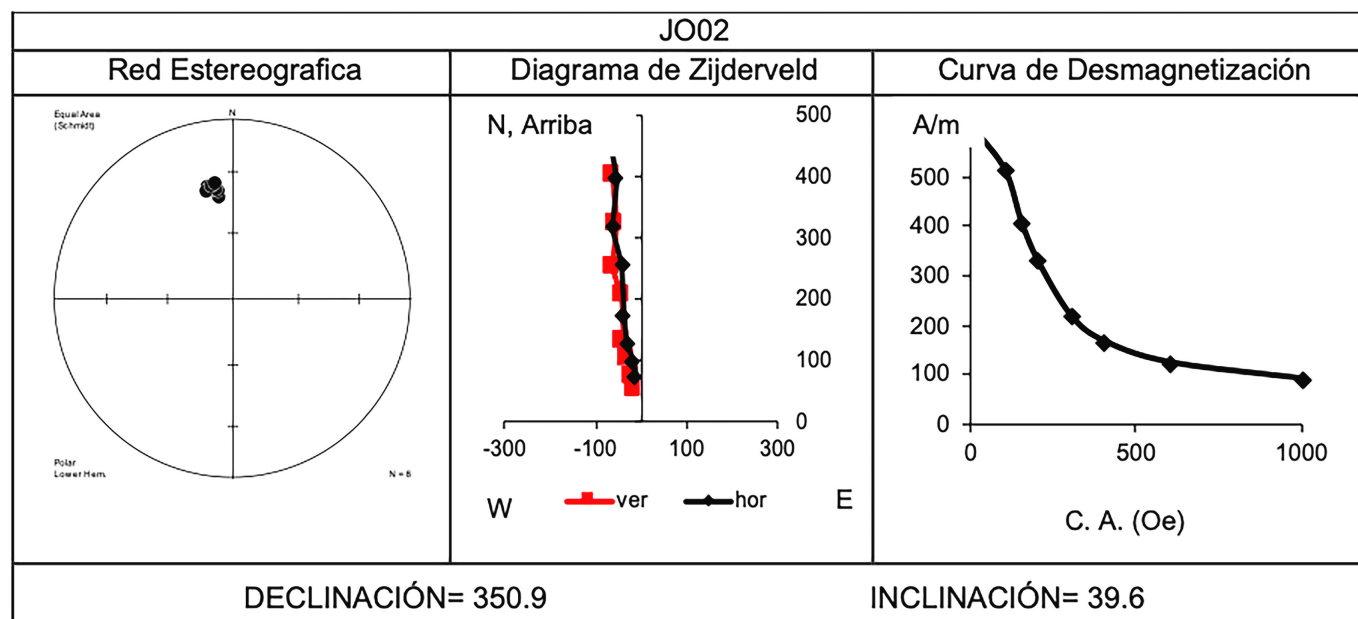 JO02
Red Estereografica
Diagrama de Zijderveld
Curva de Desmagnetización
Equal Area
(Schmidt)
N
Polar
Lower Hem.
N = 8
N, Arriba
500
400
300
200
100
0
-300
-100
100
300
W
ver
hor
E
A/m
500
400
300
200
100
0
0
500
1000
C. A. (Oe)
DECLINACIÓN= 350.9
INCLINACIÓN= 39.6